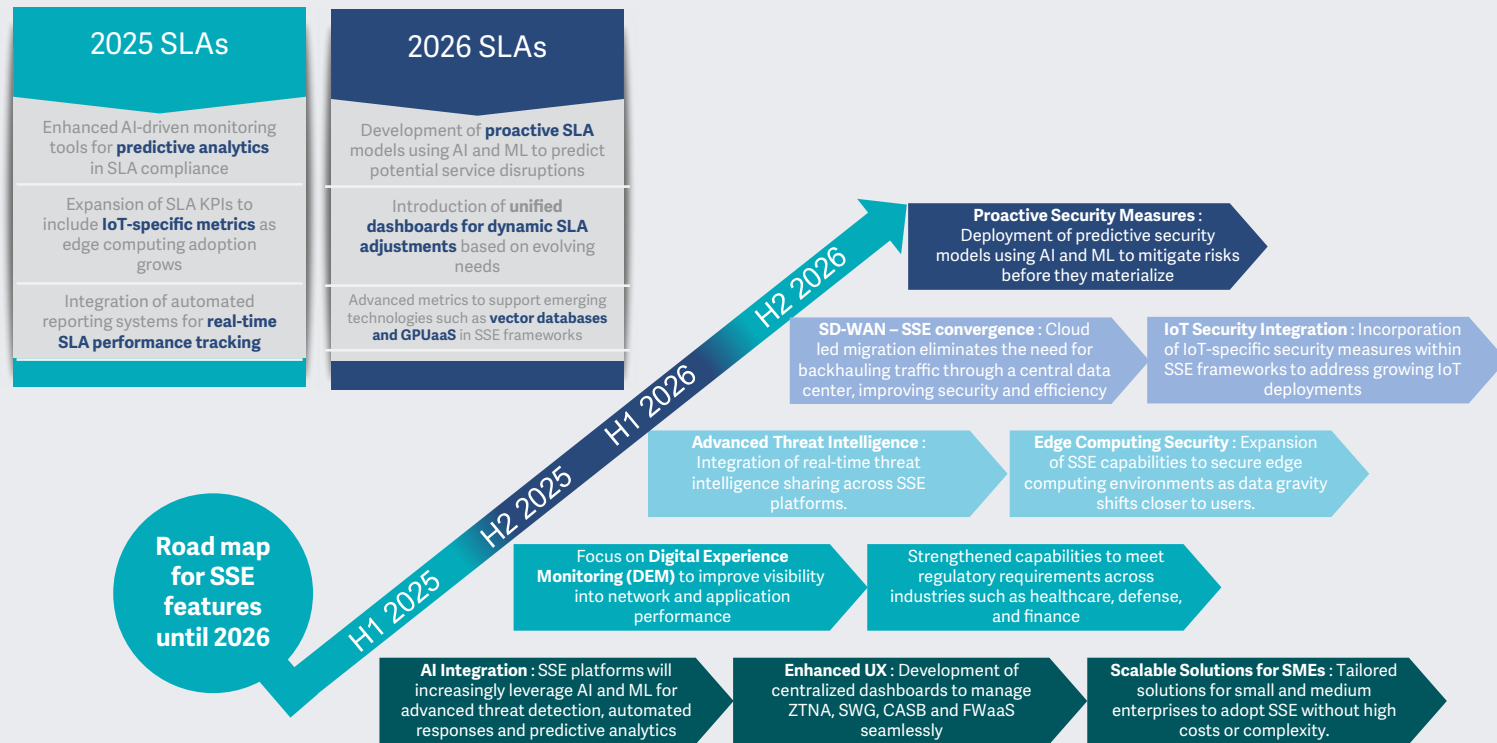 2025 SLAs
Enhanced AI-driven monitoring
tools for predictive analytics
in SLA compliance
Expansion of SLA KPIs to
include IoT-specific metrics as
edge computing adoption
grows
Integration of automated
reporting systems for real-time
SLA performance tracking
2026 SLAs
Development of proactive SLA
models using AI and ML to predict
potential service disruptions
Introduction of unified
dashboards for dynamic SLA
adjustments based on evolving
needs
Advanced metrics to support emerging
technologies such as vector databases
and GPUaaS in SSE frameworks
Road map
for SSE
features
until 2026
H1 2025
H2 2025
H1 2026
H2 2026
Proactive Security Measures :
Deployment of predictive security
models using AI and ML to mitigate risks
before they materialize
SD-WAN – SSE convergence : Cloud
led migration eliminates the need for
backhauling traffic through a central data
center, improving security and efficiency
IoT Security Integration : Incorporation
of IoT-specific security measures within
SSE frameworks to address growing IoT
deployments
Advanced Threat Intelligence :
Integration of real-time threat
intelligence sharing across SSE
platforms.
Edge Computing Security : Expansion
of SSE capabilities to secure edge
computing environments as data gravity
shifts closer to users.
Focus on Digital Experience
Monitoring (DEM) to improve visibility
into network and application
performance
Strengthened capabilities to meet
regulatory requirements across
industries such as healthcare, defense,
and finance
AI Integration : SSE platforms will
increasingly leverage AI and ML for
advanced threat detection, automated
responses and predictive analytics
Enhanced UX : Development of
centralized dashboards to manage
ZTNA, SWG, CASB and FWaaS
seamlessly
Scalable Solutions for SMEs : Tailored
solutions for small and medium
enterprises to adopt SSE without high
costs or complexity.